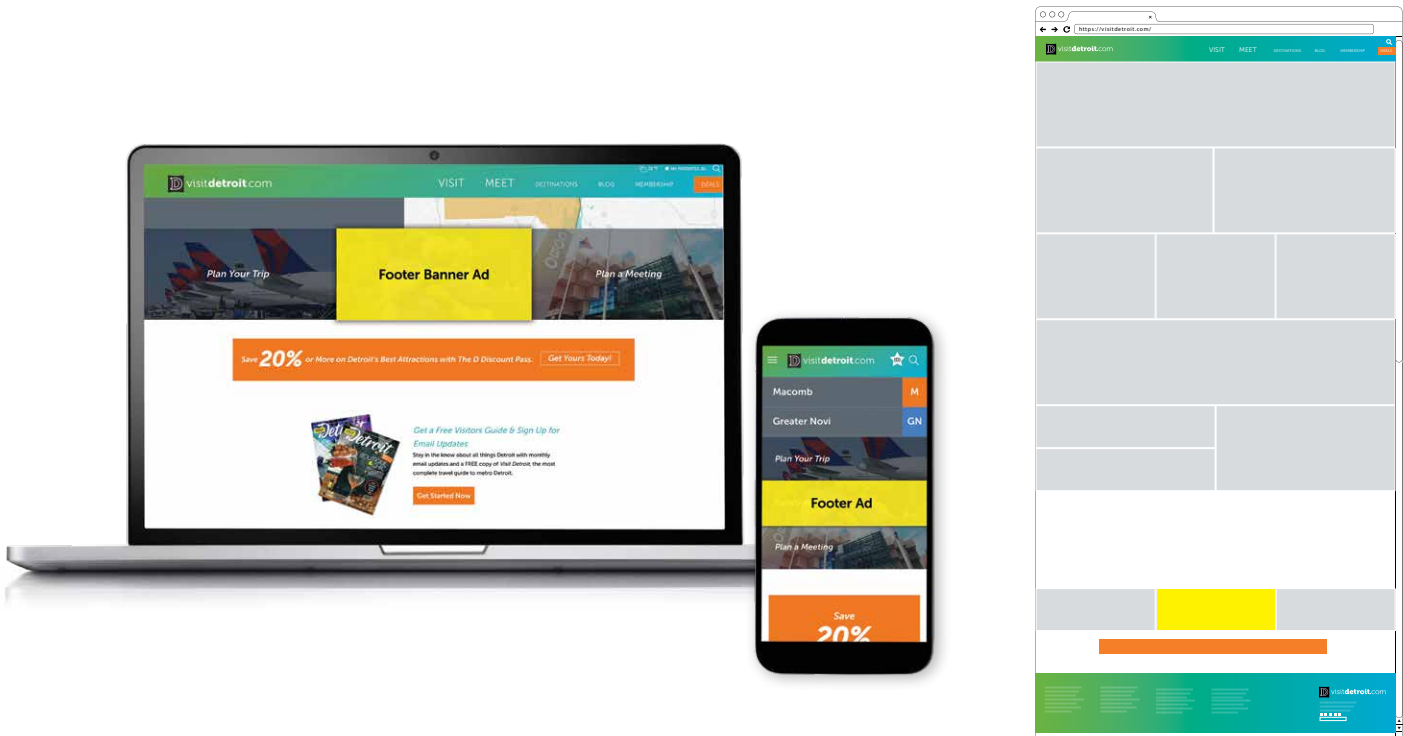 visitdetroit.com
VISIT
MEET
DESTINATIONS
BLOG
MEMBERSHIP
DEALS
Plan Your Trip
Footer Banner Ad
Plan a Meeting
Save 20% or More on Detroit's Best Attractions with The D Discount Pass. Get Yours Today!
Detroit
Get a Free Visitors Guide & Sign Up for
Email Updates
Stay in the know about all things Detroit with monthly
email updates and a FREE copy of Visit Detroit, the most
complete travel guide to metro Detroit.
Get Started Now
visitdetroit.com
Macomb M
Greater Novi GN
Plan Your Trip
Footer Ad
Plan a Meeting
Save
20%
https://visitdetroit.com/
visitdetroit.com
VISIT
MEET
DESTINATIONS
BLOG
MEMBERSHIP
DEALS
visitdetroit.com